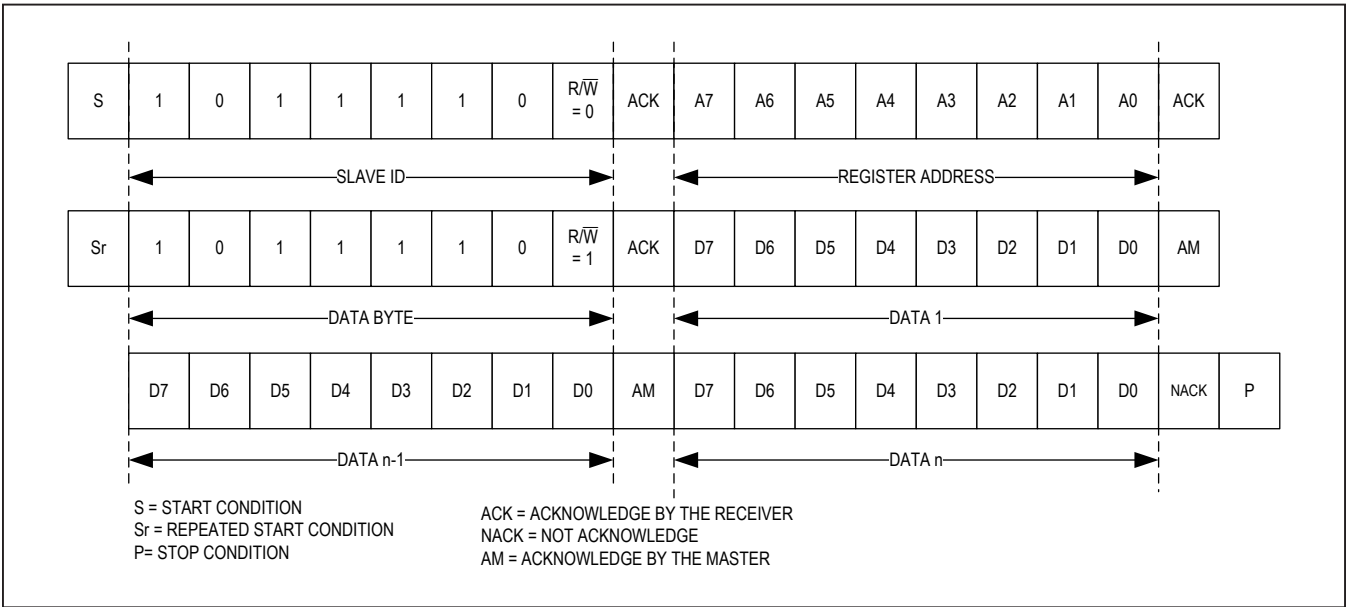 S 1 0 1 1 1 1 0 R/W̅ = 0 ACK A7 A6 A5 A4 A3 A2 A1 A0 ACK
SLAVE ID REGISTER ADDRESS
Sr 1 0 1 1 1 1 0 R/W̅ = 1 ACK D7 D6 D5 D4 D3 D2 D1 D0 AM
DATA BYTE DATA 1
D7 D6 D5 D4 D3 D2 D1 D0 AM D7 D6 D5 D4 D3 D2 D1 D0 NACK P
DATA n-1 DATA n
S = START CONDITION
Sr = REPEATED START CONDITION
P= STOP CONDITION
ACK = ACKNOWLEDGE BY THE RECEIVER
NACK = NOT ACKNOWLEDGE
AM = ACKNOWLEDGE BY THE MASTER